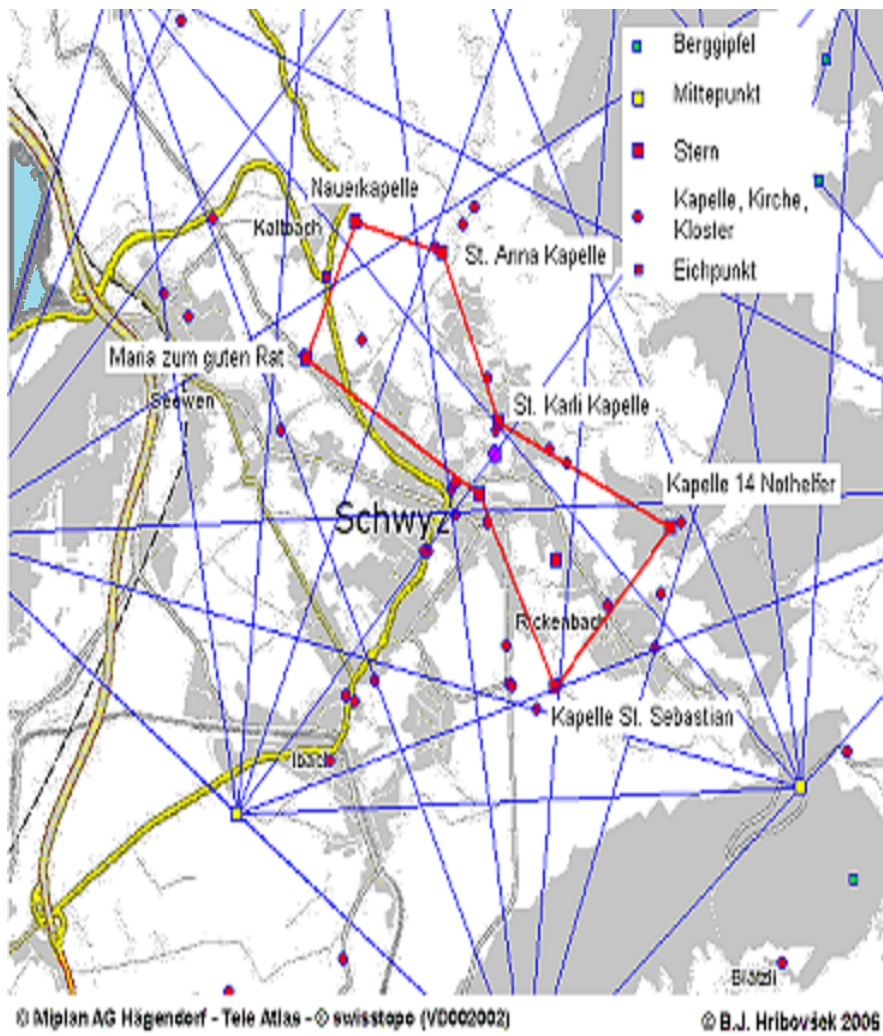 Berggipfel
Mittepunkt
Stern
Kapelle, Kirche,
Kloster
Eichpunkt
Nauerkapelle
Kaltbach
St. Anna Kapelle
Maria zum guten Rat
Seewen
St. Karli Kapelle
Kapelle 14 Nothelfer
Schwyz
Rickenbach
Kapelle St. Sebastian
Ibach
Blätzli
© Miplan AG Hägendorf - Tele Atlas - © swisstopo (VD002002)
© B.J. Hribovšek 2006